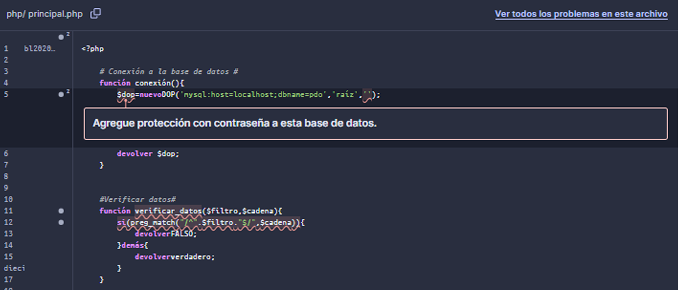 php/ principal.php Ver todos los problemas en este archivo
2
1 bl2020… <?php
2
3 # Conexión a la base de datos #
4 función conexión(){
5 2 $dop=nuevoDOP('mysql:host=localhost;dbname=pdo','raíz','');
Agregue protección con contraseña a esta base de datos.
6 devolver $dop;
7 }
8
9
10 #Verificar datos#
11 función verificar_datos($filtro,$cadena){
12 si(preg_match("/^".$filtro."$/",$cadena)){
13 devolverFALSO;
14 }demás{
15 devolververdadero;
dieci }
17 }